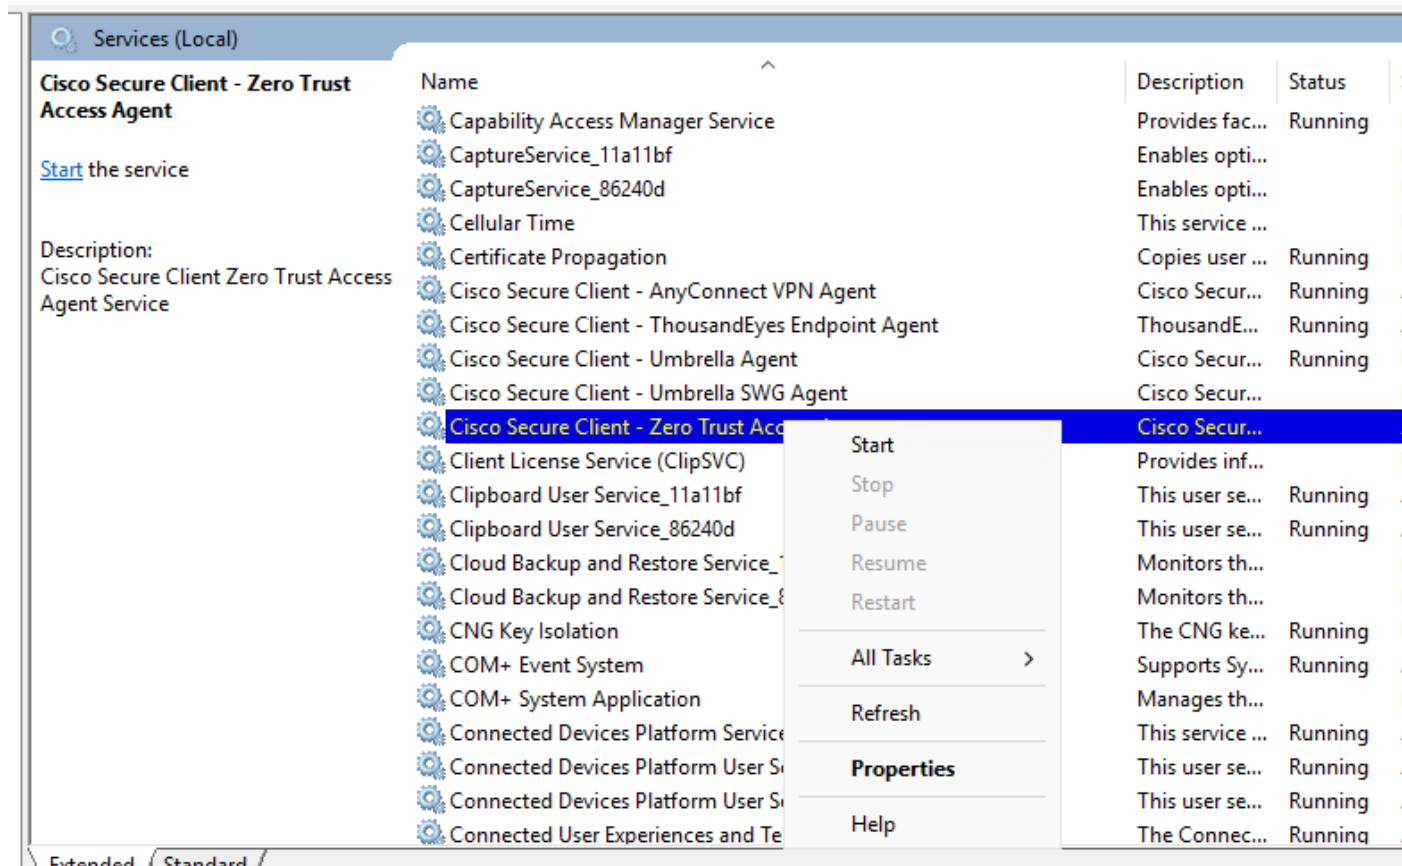 Services (Local)
Cisco Secure Client - Zero Trust
Access Agent
Start the service
Description:
Cisco Secure Client Zero Trust Access
Agent Service
Name Description Status
Capability Access Manager Service Provides fac... Running
CaptureService_11a11bf Enables opti...
CaptureService_86240d Enables opti...
Cellular Time This service ...
Certificate Propagation Copies user ... Running
Cisco Secure Client - AnyConnect VPN Agent Cisco Secur... Running
Cisco Secure Client - ThousandEyes Endpoint Agent ThousandE... Running
Cisco Secure Client - Umbrella Agent Cisco Secur... Running
Cisco Secure Client - Umbrella SWG Agent Cisco Secur...
Cisco Secure Client - Zero Trust Acc Cisco Secur...
Client License Service (ClipSVC) Provides inf...
Clipboard User Service_11a11bf This user se... Running
Clipboard User Service_86240d This user se... Running
Cloud Backup and Restore Service_1 Monitors th...
Cloud Backup and Restore Service_8 Monitors th...
CNG Key Isolation The CNG ke... Running
COM+ Event System Supports Sy... Running
COM+ System Application Manages th...
Connected Devices Platform Service This service ... Running
Connected Devices Platform User Se This user se... Running
Connected Devices Platform User Se This user se... Running
Connected User Experiences and Te The Connec... Running
Start
Stop
Pause
Resume
Restart
All Tasks
Refresh
Properties
Help
Extended Standard